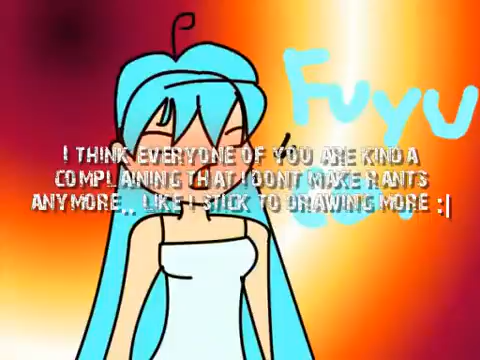 Fuyu
I THINK EVERYONE OF YOU ARE KINDA
COMPLAINING THAT I DONT MAKE RANTS
ANYMORE.. LIKE I STICK TO DRAWING MORE :|